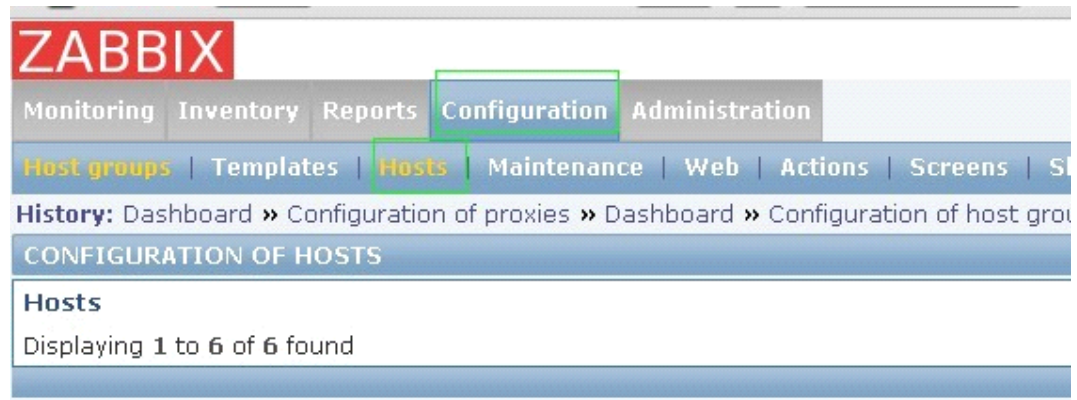 ZABBIX
Monitoring Inventory Reports Configuration Administration
Host groups | Templates | Hosts | Maintenance | Web | Actions | Screens |
History: Dashboard » Configuration of proxies » Dashboard » Configuration of host
CONFIGURATION OF HOSTS
Hosts
Displaying 1 to 6 of 6 found